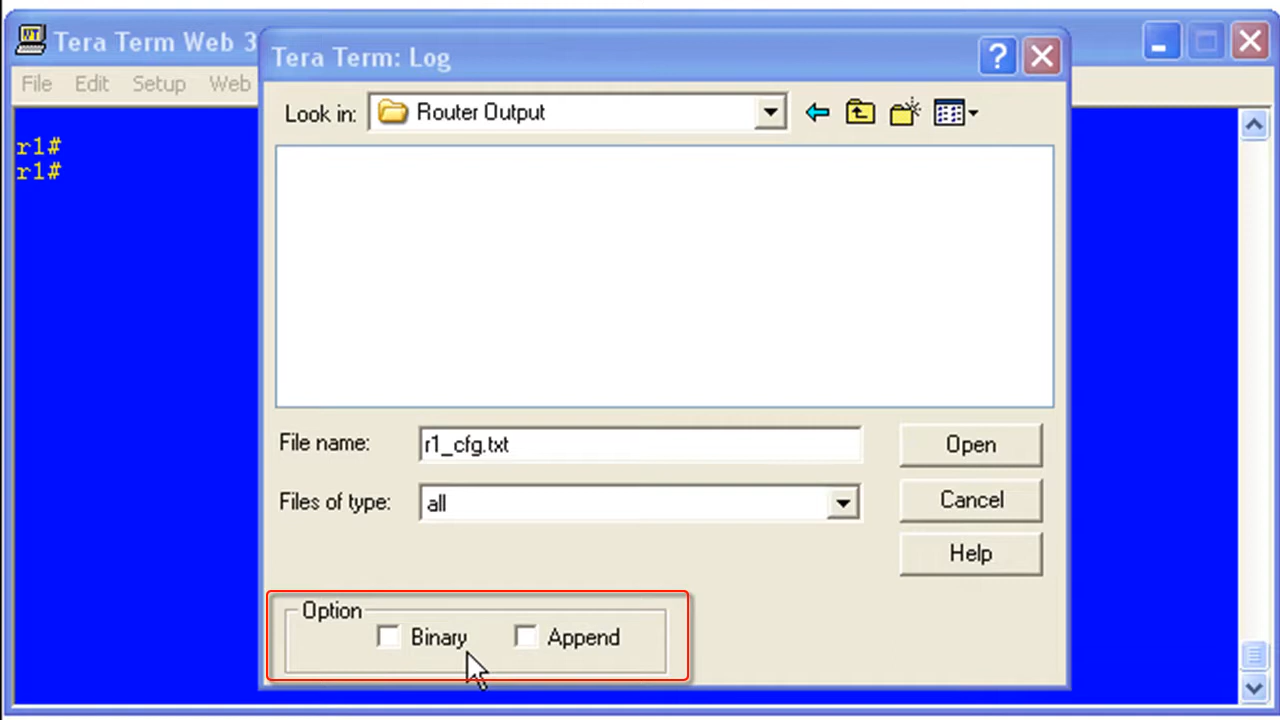 Tera Term Web 3
File Edit Setup Web
r1#
r1#
Tera Term: Log
Look in: Router Output
File name: r1_cfg.txt
Open
Files of type: all
Cancel
Help
Option
Binary Append